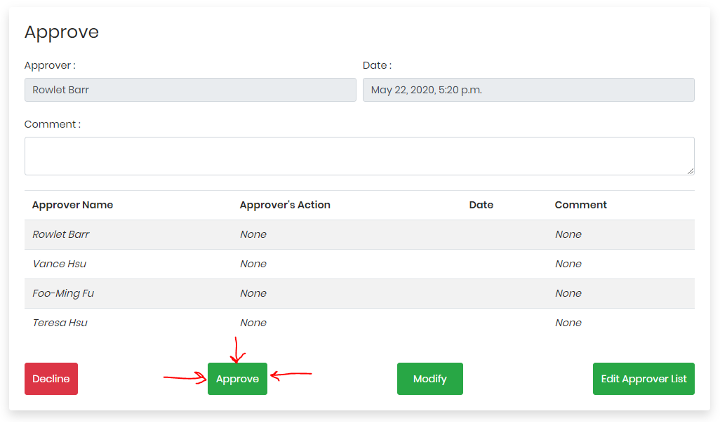 Approve
Approver : Date :
Rowlet Barr May 22, 2020, 5:20 p.m.
Comment :
Approver Name Approver's Action Date Comment
Rowlet Barr None None
Vance Hsu None None
Foo-Ming Fu None None
Teresa Hsu None None
Decline Approve Modify Edit Approver List